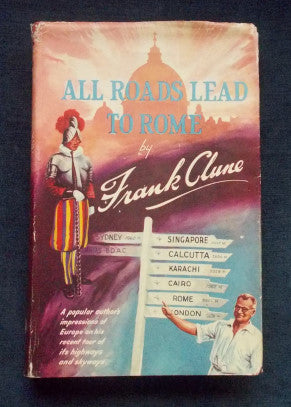 ALL ROADS LEAD
TO ROME
by
Frank Clune
SYDNEY
SINGAPORE
CALCUTTA
KARACHI
CAIRO
ROME
LONDON
A popular author's
impressions of
Europe on his
recent tour of
its highways
and skyways.